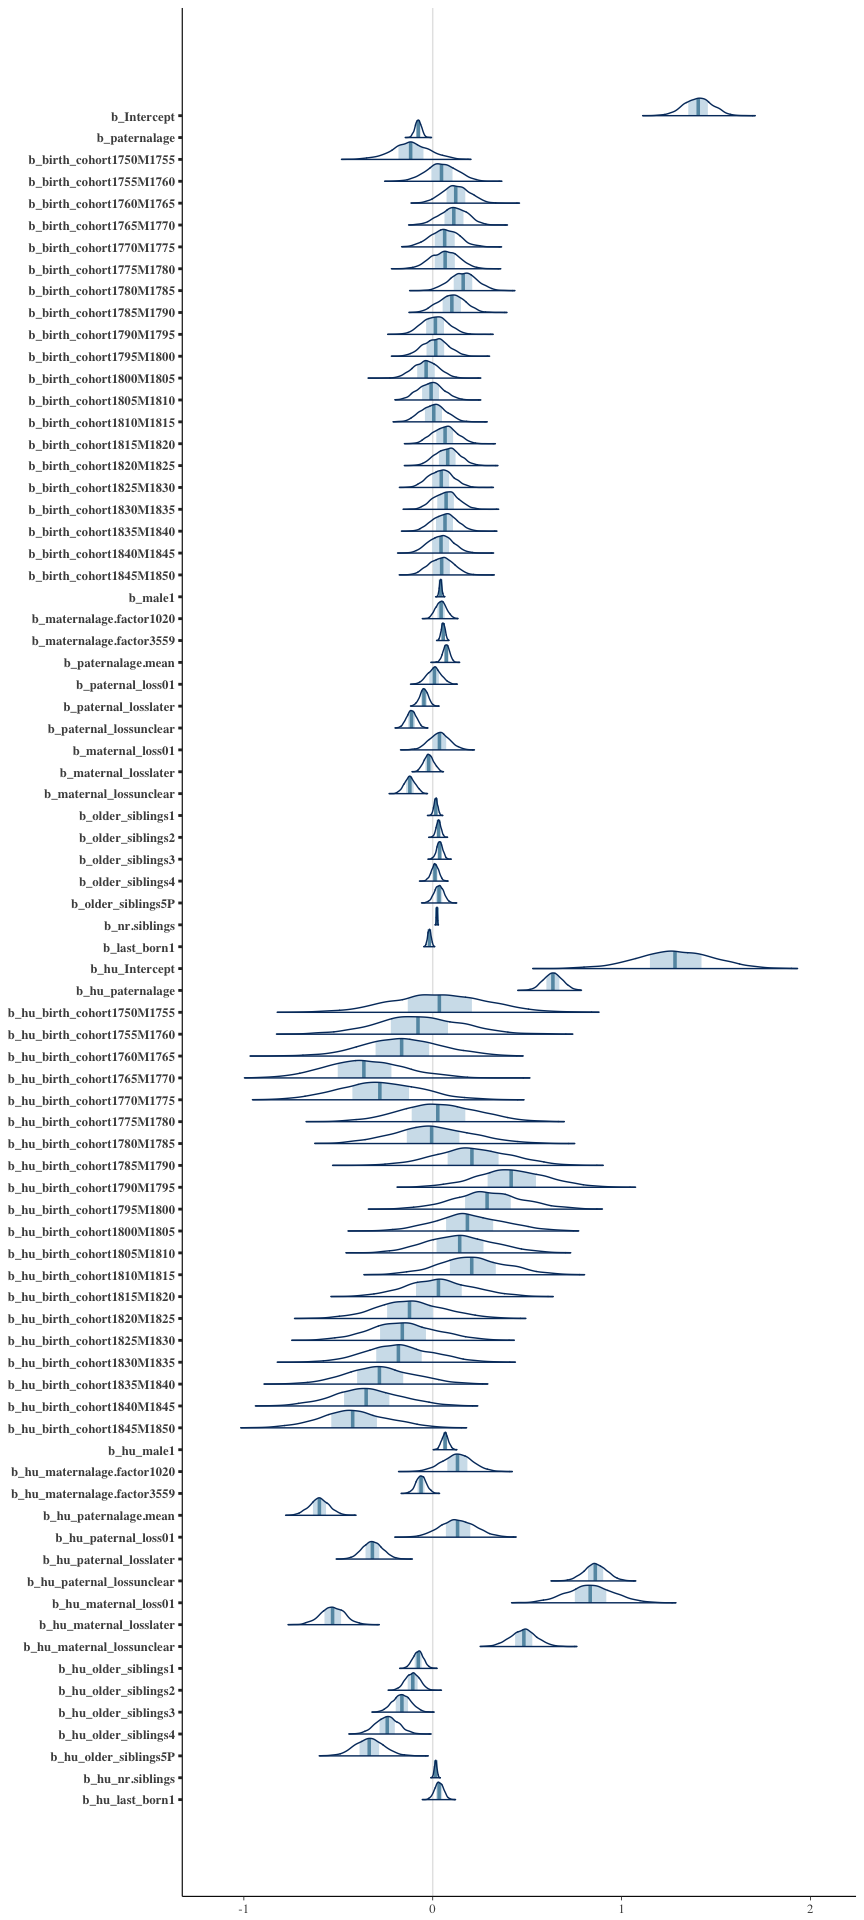 b_Intercept
b_paternalage
b_birth_cohort1750M1755
b_birth_cohort1755M1760
b_birth_cohort1760M1765
b_birth_cohort1765M1770
b_birth_cohort1770M1775
b_birth_cohort1775M1780
b_birth_cohort1780M1785
b_birth_cohort1785M1790
b_birth_cohort1790M1795
b_birth_cohort1795M1800
b_birth_cohort1800M1805
b_birth_cohort1805M1810
b_birth_cohort1810M1815
b_birth_cohort1815M1820
b_birth_cohort1820M1825
b_birth_cohort1825M1830
b_birth_cohort1830M1835
b_birth_cohort1835M1840
b_birth_cohort1840M1845
b_birth_cohort1845M1850
b_male1
b_maternalage.factor1020
b_maternalage.factor3559
b_paternalage.mean
b_paternal_loss01
b_paternal_losslater
b_paternal_lossunclear
b_maternal_loss01
b_maternal_losslater
b_maternal_lossunclear
b_older_siblings1
b_older_siblings2
b_older_siblings3
b_older_siblings4
b_older_siblings5P
b_nr.siblings
b_last_born1
b_hu_Intercept
b_hu_paternalage
b_hu_birth_cohort1750M1755
b_hu_birth_cohort1755M1760
b_hu_birth_cohort1760M1765
b_hu_birth_cohort1765M1770
b_hu_birth_cohort1770M1775
b_hu_birth_cohort1775M1780
b_hu_birth_cohort1780M1785
b_hu_birth_cohort1785M1790
b_hu_birth_cohort1790M1795
b_hu_birth_cohort1795M1800
b_hu_birth_cohort1800M1805
b_hu_birth_cohort1805M1810
b_hu_birth_cohort1810M1815
b_hu_birth_cohort1815M1820
b_hu_birth_cohort1820M1825
b_hu_birth_cohort1825M1830
b_hu_birth_cohort1830M1835
b_hu_birth_cohort1835M1840
b_hu_birth_cohort1840M1845
b_hu_birth_cohort1845M1850
b_hu_male1
b_hu_maternalage.factor1020
b_hu_maternalage.factor3559
b_hu_paternalage.mean
b_hu_paternal_loss01
b_hu_paternal_losslater
b_hu_paternal_lossunclear
b_hu_maternal_loss01
b_hu_maternal_losslater
b_hu_maternal_lossunclear
b_hu_older_siblings1
b_hu_older_siblings2
b_hu_older_siblings3
b_hu_older_siblings4
b_hu_older_siblings5P
b_hu_nr.siblings
b_hu_last_born1
-1 0 1 2